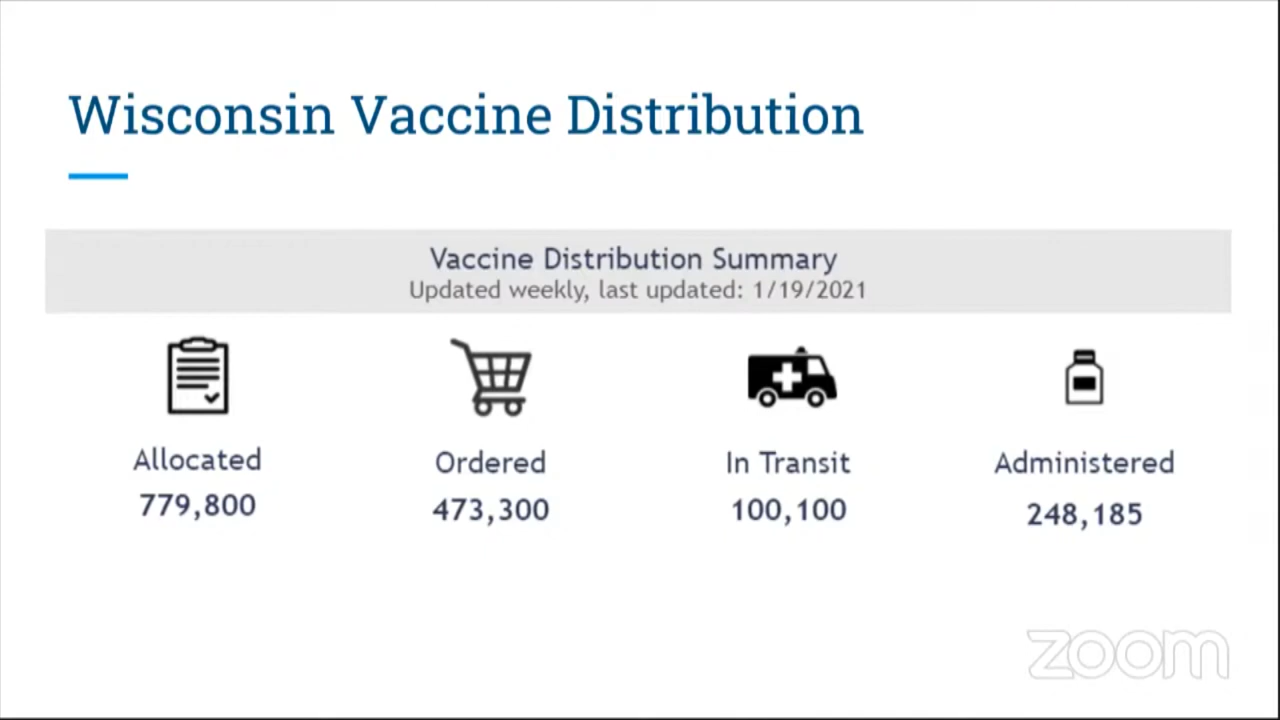 Wisconsin Vaccine Distribution
Vaccine Distribution Summary
Updated weekly, last updated: 1/19/2021
Allocated
779,800
Ordered
473,300
In Transit
100,100
Administered
248,185
zoom